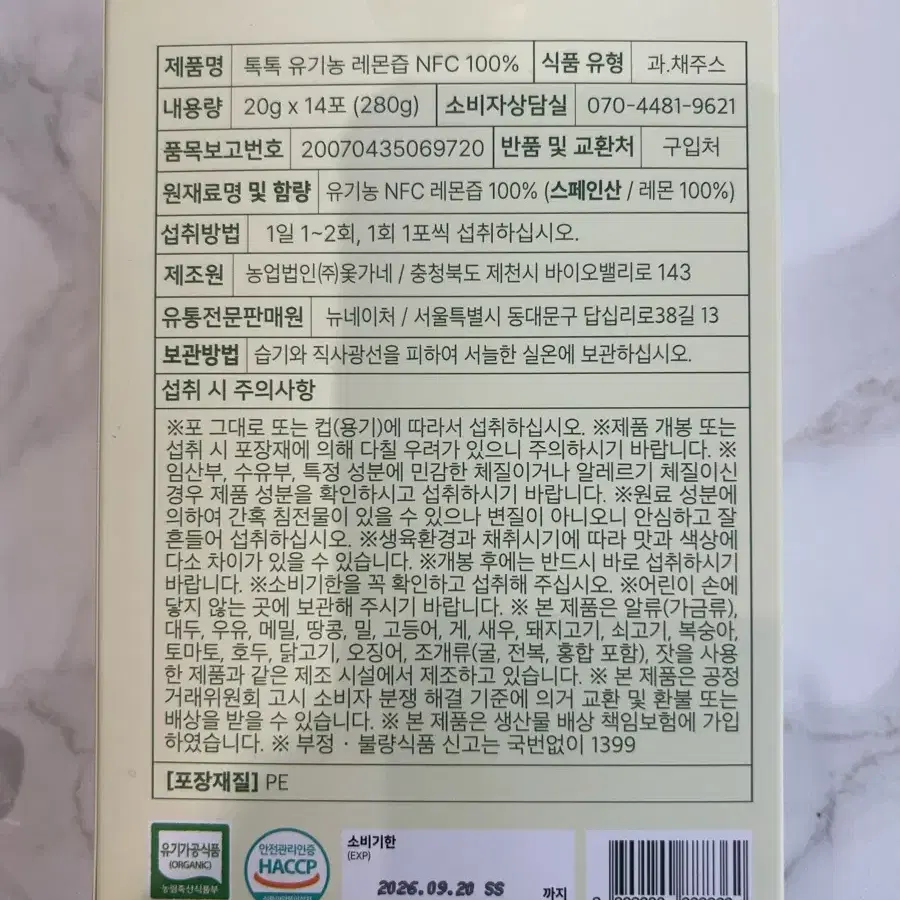 제품명 톡톡 유기농 레몬즙 NFC 100% 식품 유형 과.채주스
내용량 20g x 14포 (280g) 소비자상담실 070-4481-9621
품목보고번호 20070435069720 반품 및 교환처 구입처
원재료명 및 함량 유기농 NFC 레몬즙 100% (스페인산 / 레몬 100%)
섭취방법 1일 1~2회, 1회 1포씩 섭취하십시오.
제조원 농업법인㈜옻가네 / 충청북도 제천시 바이오밸리로 143
유통전문판매원 뉴네이처 / 서울특별시 동대문구 답십리로38길 13
보관방법 습기와 직사광선을 피하여 서늘한 실온에 보관하십시오.
섭취 시 주의사항
※포 그대로 또는 컵(용기)에 따라서 섭취하십시오. ※제품 개봉 또는
섭취 시 포장재에 의해 다칠 우려가 있으니 주의하시기 바랍니다. ※
임산부, 수유부, 특정 성분에 민감한 체질이거나 알레르기 체질이신
경우 제품 성분을 확인하시고 섭취하시기 바랍니다. ※원료 성분에
의하여 간혹 침전물이 있을 수 있으나 변질이 아니오니 안심하고 잘
흔들어 섭취하십시오. ※생육환경과 채취시기에 따라 맛과 색상에
다소 차이가 있을 수 있습니다. ※개봉 후에는 반드시 바로 섭취하시기
바랍니다. ※소비기한을 꼭 확인하고 섭취해 주십시오. ※어린이 손에
닿지 않는 곳에 보관해 주시기 바랍니다. ※ 본 제품은 알류(가금류),
대두, 우유, 메밀, 땅콩, 밀, 고등어, 게, 새우, 돼지고기, 쇠고기, 복숭아,
토마토, 호두, 닭고기, 오징어, 조개류(굴, 전복, 홍합 포함), 잣을 사용
한 제품과 같은 제조 시설에서 제조하고 있습니다. ※ 본 제품은 공정
거래위원회 고시 소비자 분쟁 해결 기준에 의거 교환 및 환불 또는
배상을 받을 수 있습니다. ※ 본 제품은 생산물 배상 책임보험에 가입
하였습니다. ※ 부정 · 불량식품 신고는 국번없이 1399
[포장재질] PE
유기가공식품
(ORGANIC)
농림축산식품부
안전관리인증
HACCP
소비기한
(EXP)
2026.09.20 SS
까지